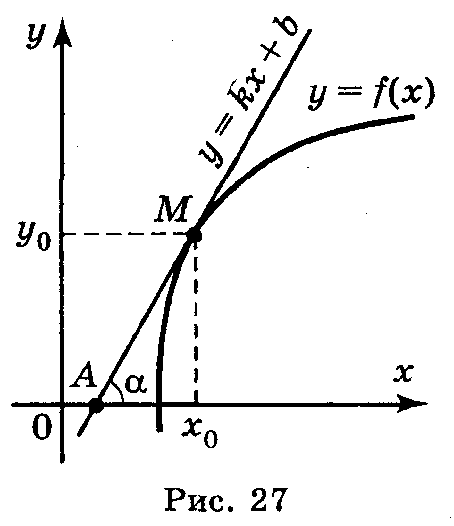 y
y = kx + b
y = f(x)
M
y₀
A
α
x
0
x₀
Рис. 27